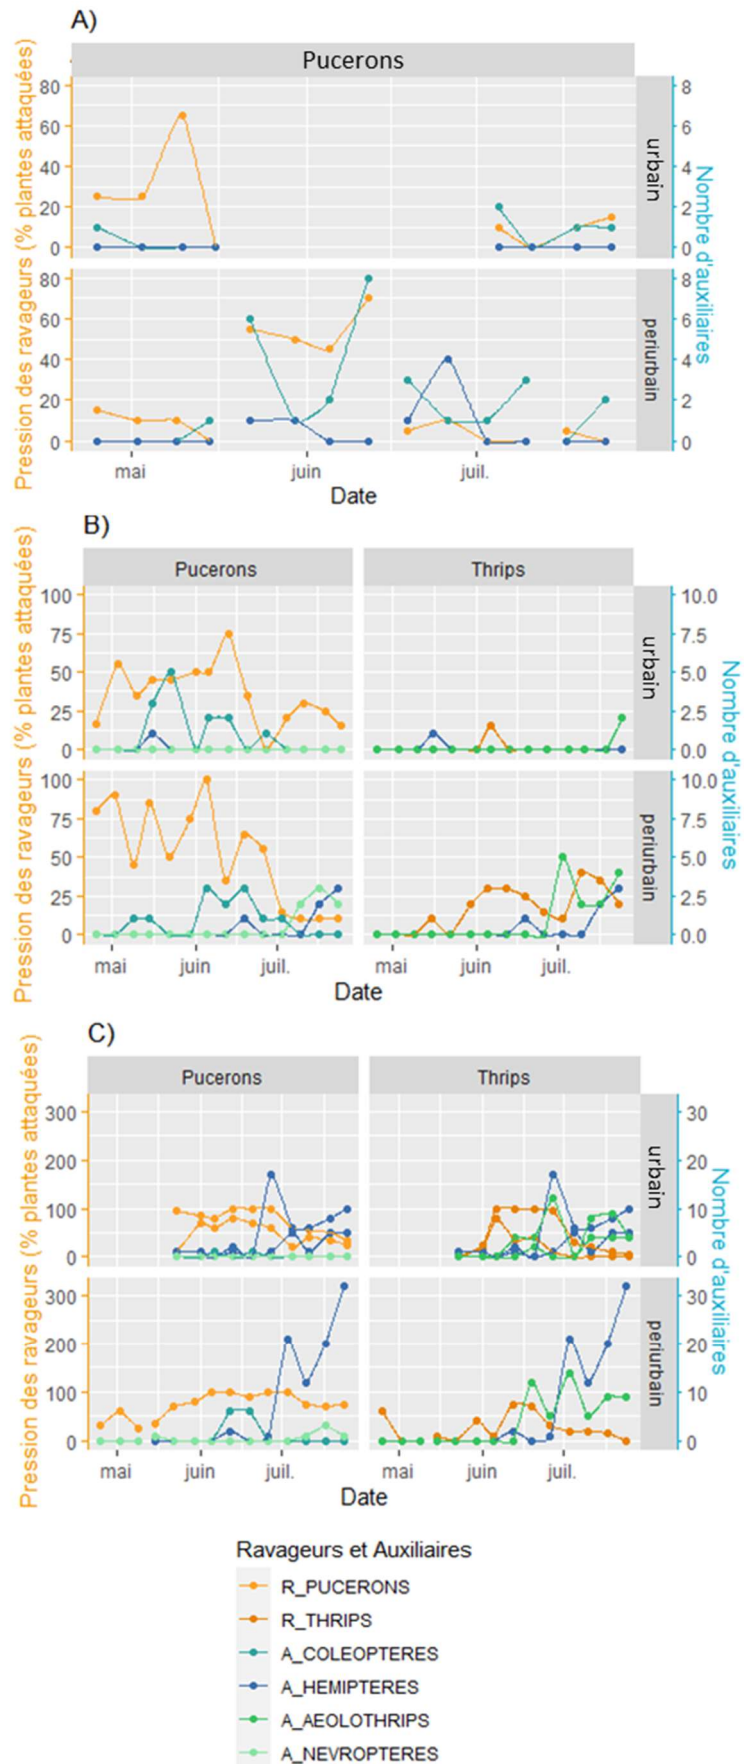 A)
Pucerons
Pression des ravageurs (% plantes attaquées)
80
60
40
20
0
8
6
4
2
0
urbain
Nombre d'auxiliaires
80
60
40
20
0
8
6
4
2
0
periurbain
mai
juin
juil.
Date
B)
Pucerons
Thrips
Pression des ravageurs (% plantes attaquées)
100
75
50
25
0
10.0
7.5
5.0
2.5
0.0
urbain
Nombre d'auxiliaires
100
75
50
25
0
10.0
7.5
5.0
2.5
0.0
periurbain
mai
juin
juil.
mai
juin
juil.
Date
C)
Pucerons
Thrips
Pression des ravageurs (% plantes attaquées)
300
200
100
0
30
20
10
0
urbain
Nombre d'auxiliaires
300
200
100
0
30
20
10
0
periurbain
mai
juin
juil.
mai
juin
juil.
Date
Ravageurs et Auxiliaires
R_PUCERONS
R_THRIPS
A_COLEOPTERES
A_HEMIPTERES
A_AEOLOTHRIPS
A_NEVROPTERES